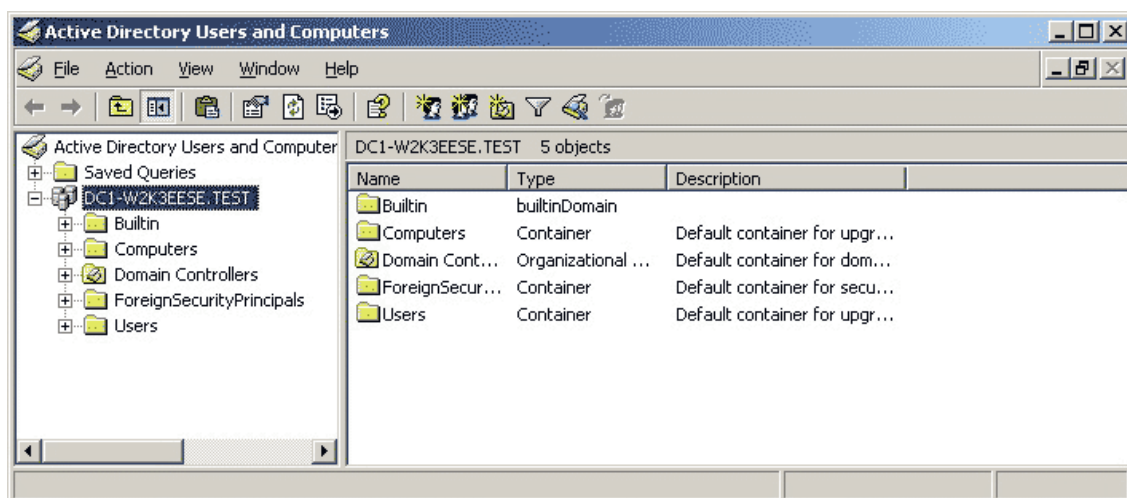 Active Directory Users and Computers
File Action View Window Help
Active Directory Users and Computer
Saved Queries
DC1-W2K3EESE.TEST
Builtin
Computers
Domain Controllers
ForeignSecurityPrincipals
Users
DC1-W2K3EESE.TEST 5 objects
Name Type Description
Builtin builtinDomain
Computers Container Default container for upgr...
Domain Cont... Organizational ... Default container for dom...
ForeignSecur... Container Default container for secu...
Users Container Default container for upgr...